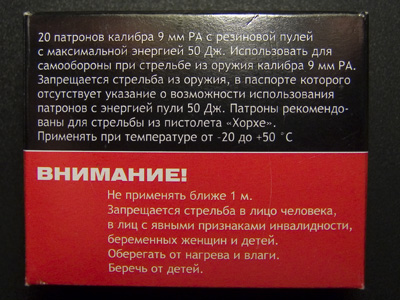 20 патронов калибра 9 мм РА с резиновой пулей
с максимальной энергией 50 Дж. Использовать для
самообороны при стрельбе из оружия калибра 9 мм РА.
Запрещается стрельба из оружия, в паспорте которого
отсутствует указание о возможности использования
патронов с энергией пули 50 Дж. Патроны рекомендо-
ваны для стрельбы из пистолета «Хорхе».
Применять при температуре от -20 до +50 °С
ВНИМАНИЕ!
Не применять ближе 1 м.
Запрещается стрельба в лицо человека,
в лиц с явными признаками инвалидности,
беременных женщин и детей.
Оберегать от нагрева и влаги.
Беречь от детей.